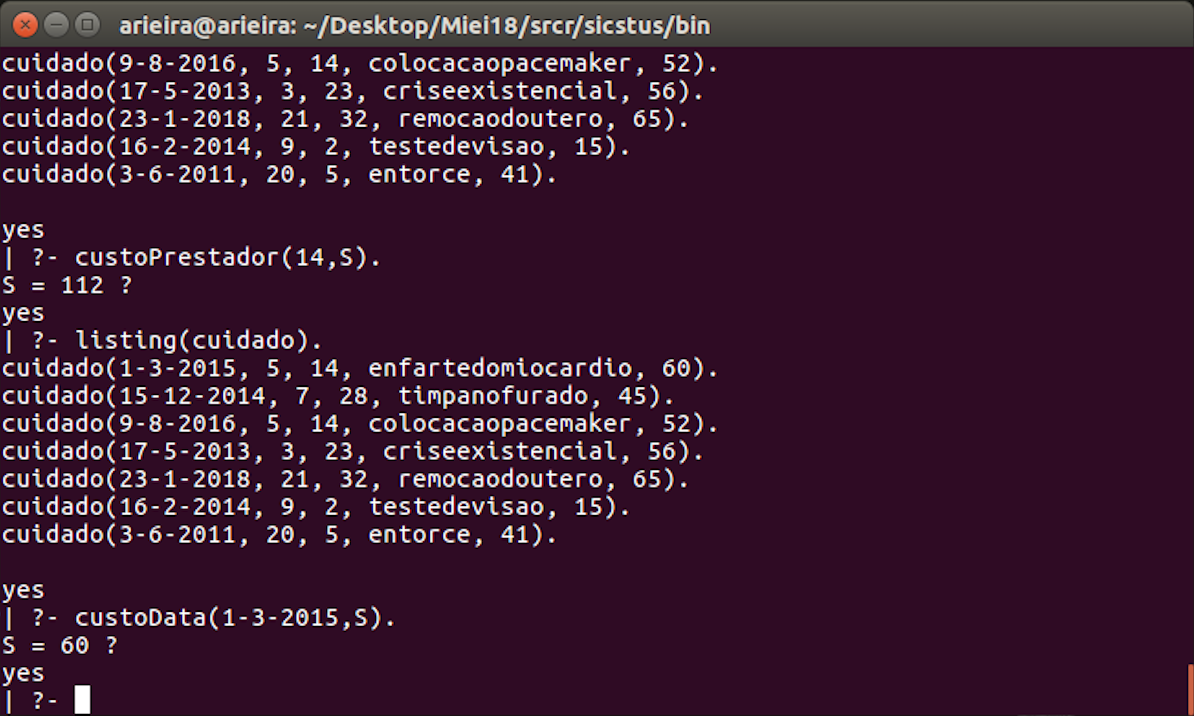 arieira@arieira: ~/Desktop/Miei18/srcr/sicstus/bin
cuidado(9-8-2016, 5, 14, colocacaopacemaker, 52).
cuidado(17-5-2013, 3, 23, criseexistencial, 56).
cuidado(23-1-2018, 21, 32, remocaodoutero, 65).
cuidado(16-2-2014, 9, 2, testedevisao, 15).
cuidado(3-6-2011, 20, 5, entorce, 41).
yes
| ?- custoPrestador(14,S).
S = 112 ?
yes
| ?- listing(cuidado).
cuidado(1-3-2015, 5, 14, enfartedomiocardio, 60).
cuidado(15-12-2014, 7, 28, timpanofurado, 45).
cuidado(9-8-2016, 5, 14, colocacaopacemaker, 52).
cuidado(17-5-2013, 3, 23, criseexistencial, 56).
cuidado(23-1-2018, 21, 32, remocaodoutero, 65).
cuidado(16-2-2014, 9, 2, testedevisao, 15).
cuidado(3-6-2011, 20, 5, entorce, 41).
yes
| ?- custoData(1-3-2015,S).
S = 60 ?
yes
| ?-